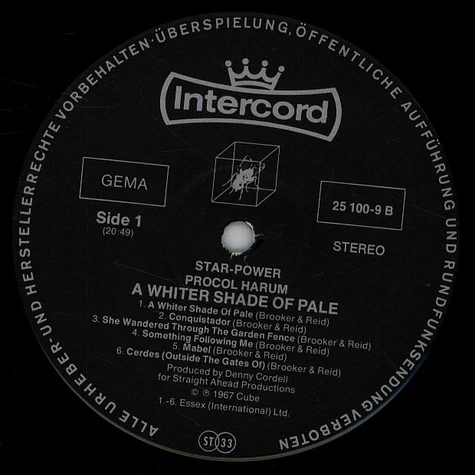 ALLE URHEBER- UND HERSTELLERRECHTE VORBEHALTEN · ÜBERSPIELUNG, ÖFFENTLICHE AUFFÜHRUNG UND RUNDFUNKSENDUNG VERBOTEN
Intercord
GEMA
25 100-9 B
Side 1
(20:49)
STEREO
STAR-POWER
PROCOL HARUM
A WHITER SHADE OF PALE
1. A Whiter Shade Of Pale (Brooker & Reid)
2. Conquistador (Brooker & Reid)
3. She Wandered Through The Garden Fence (Brooker & Reid)
4. Something Following Me (Brooker & Reid)
5. Mabel (Brooker & Reid)
6. Cerdes (Outside The Gates Of) (Brooker & Reid)
Produced by Denny Cordell
for Straight Ahead Productions
© ℗ 1967 Cube
1.-6. Essex (International) Ltd.
ST 33